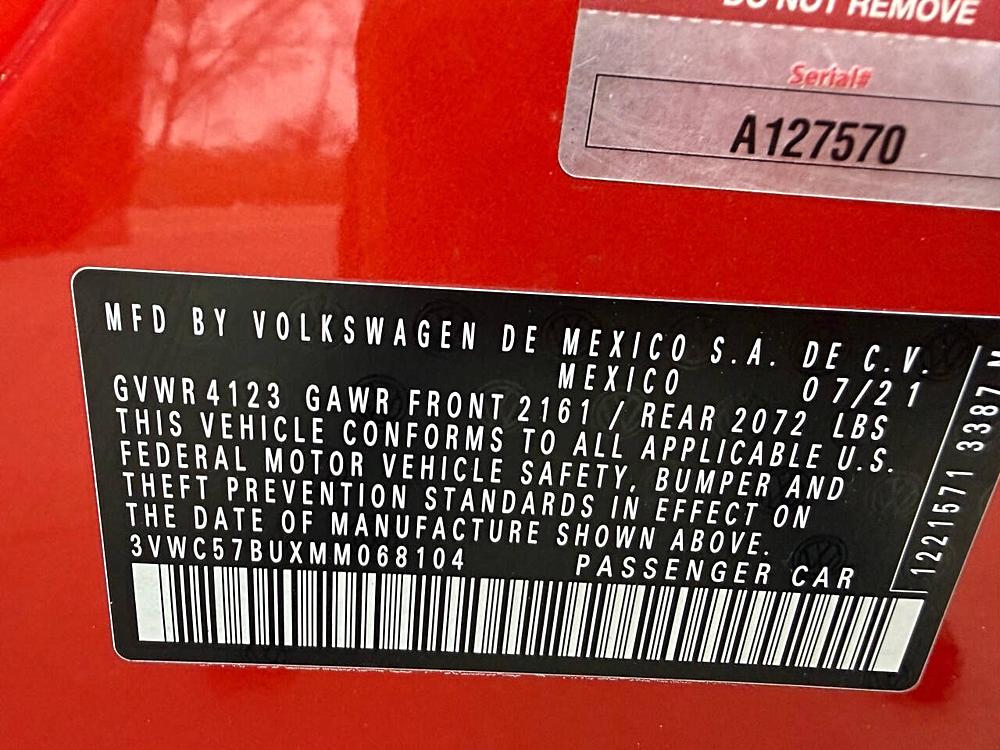 DO NOT REMOVE
Serial#
A127570
MFD BY VOLKSWAGEN DE MEXICO S.A. DE C.V.
MEXICO 07/21
GVWR 4123 GAWR FRONT 2161 / REAR 2072 LBS
THIS VEHICLE CONFORMS TO ALL APPLICABLE U.S.
FEDERAL MOTOR VEHICLE SAFETY, BUMPER AND
THEFT PREVENTION STANDARDS IN EFFECT ON
THE DATE OF MANUFACTURE SHOWN ABOVE.
3VWC57BUXMM068104 PASSENGER CAR
1221571 3387